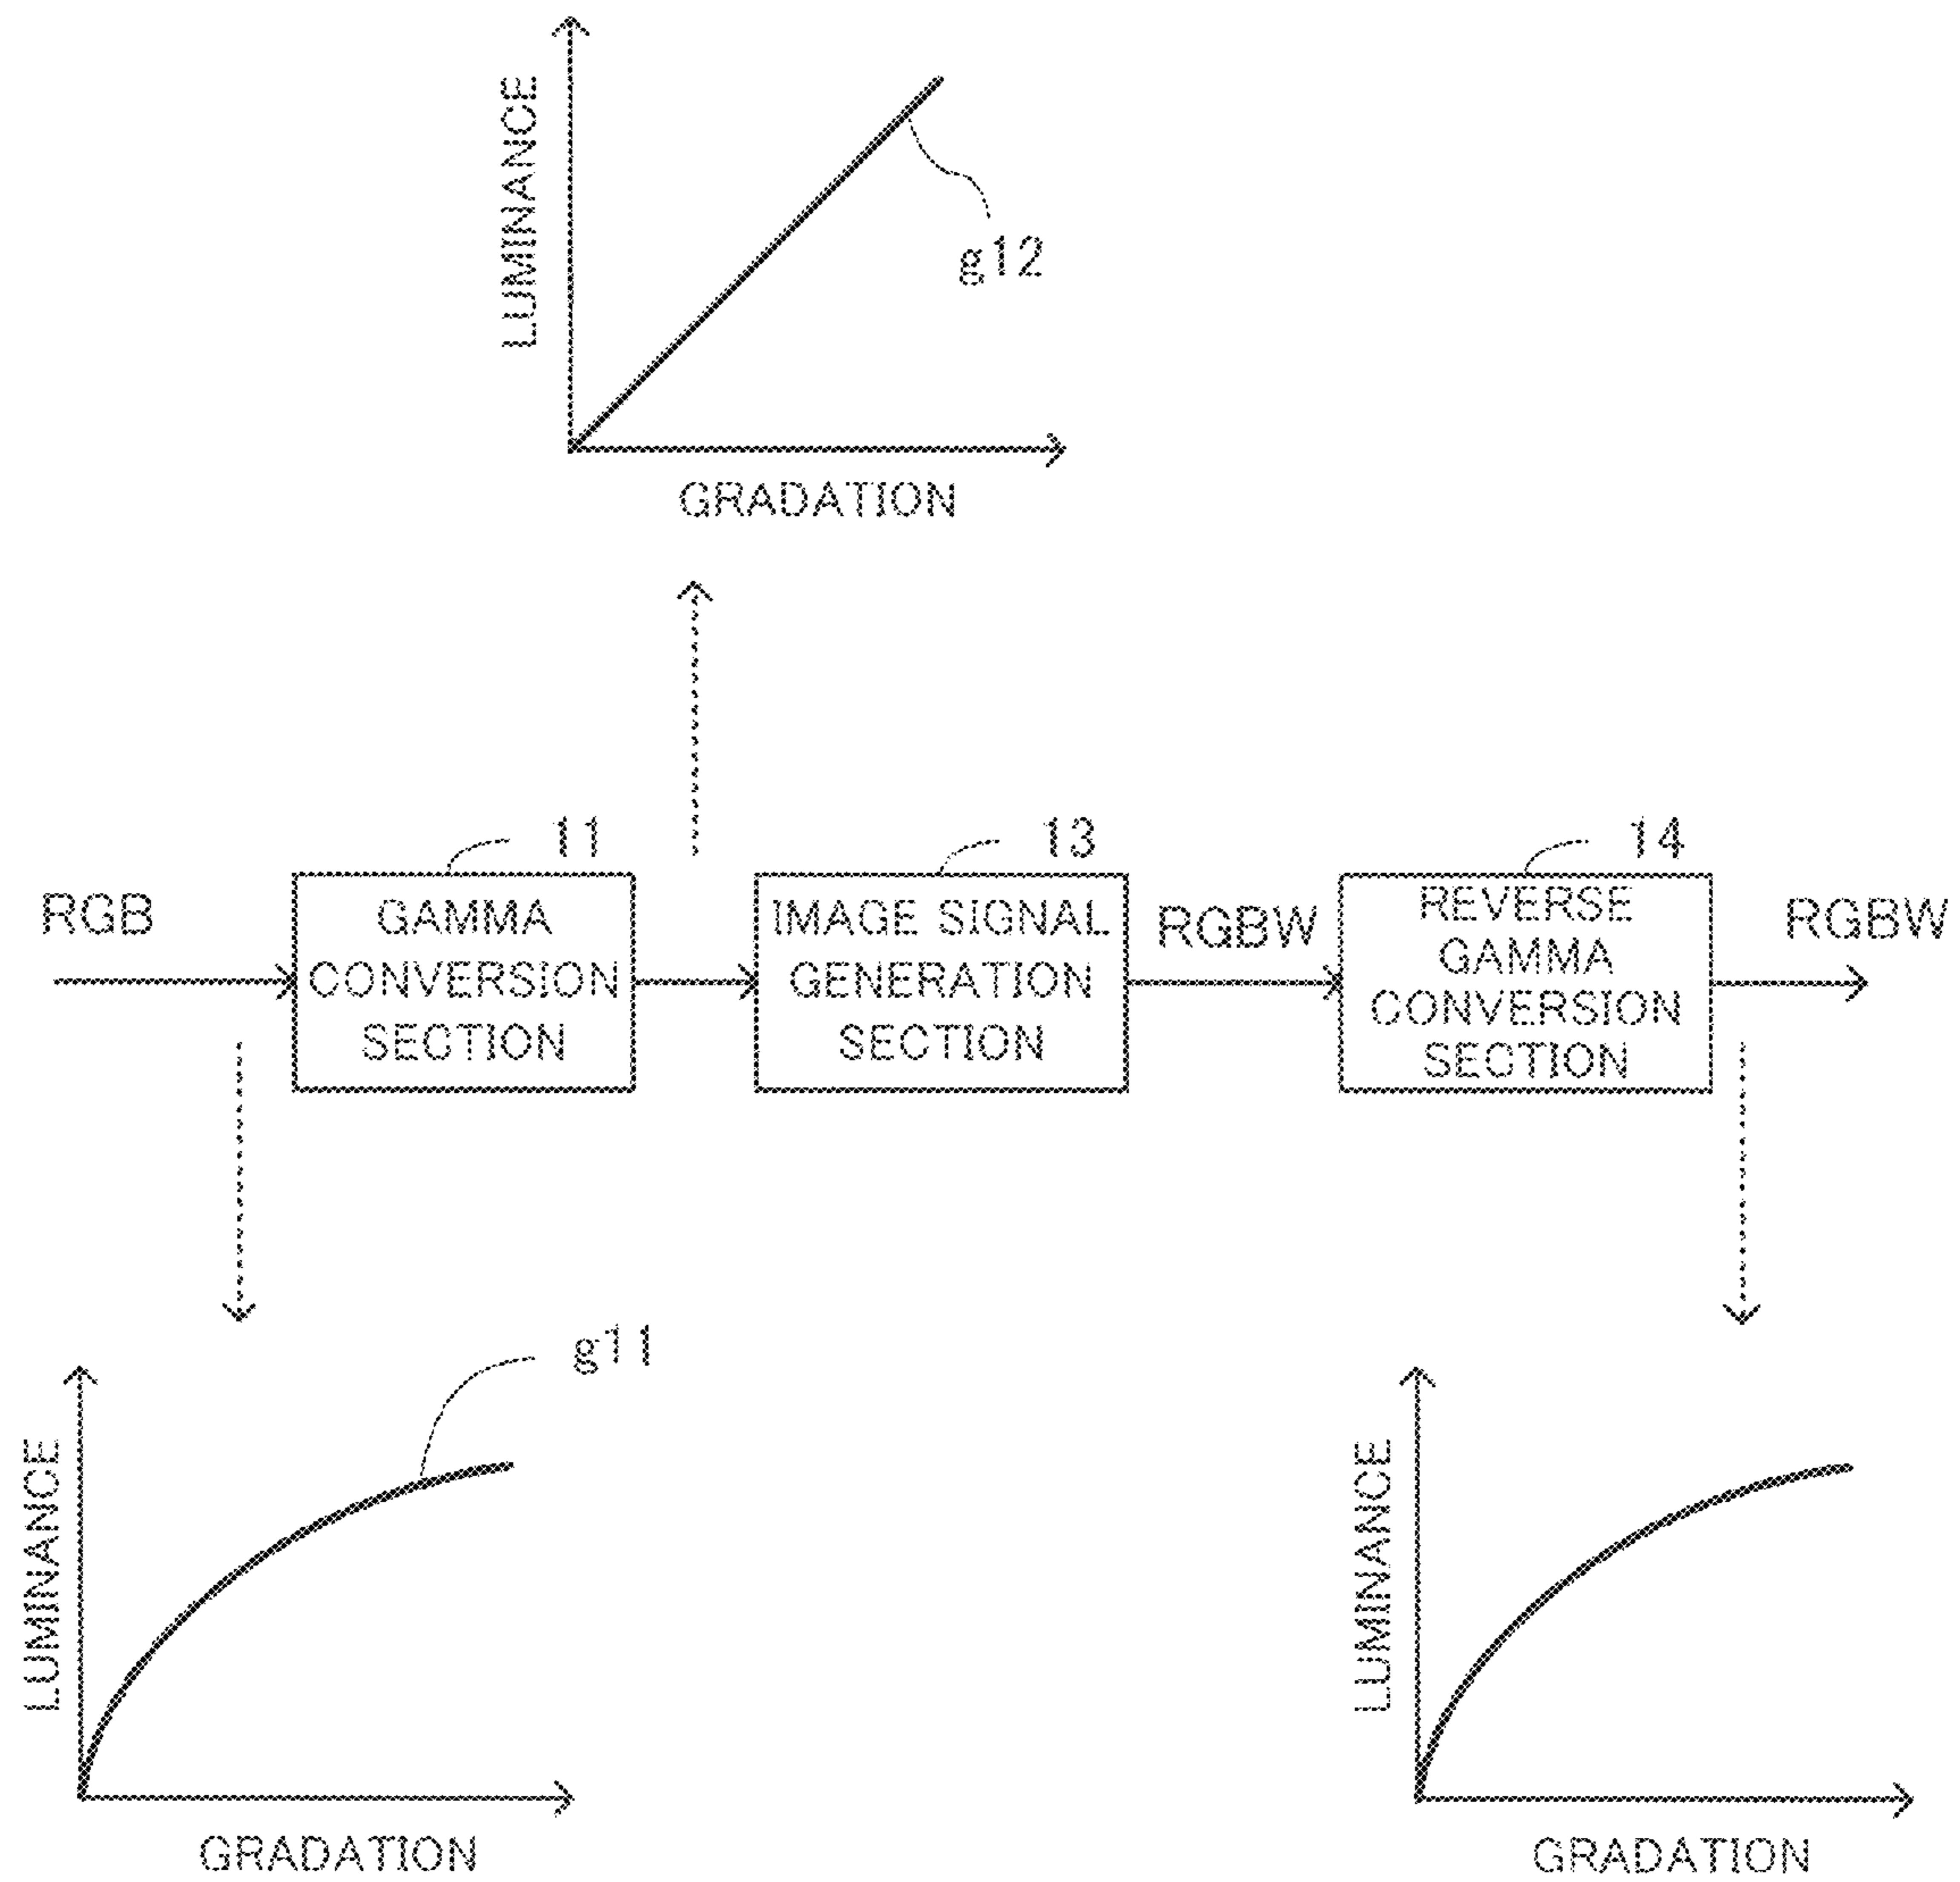 LUMINANCE
g12
GRADATION
11
13
14
RGB
GAMMA
CONVERSION
SECTION
IMAGE SIGNAL
GENERATION
SECTION
RGBW
REVERSE
GAMMA
CONVERSION
SECTION
RGBW
g11
LUMINANCE
GRADATION
LUMINANCE
GRADATION